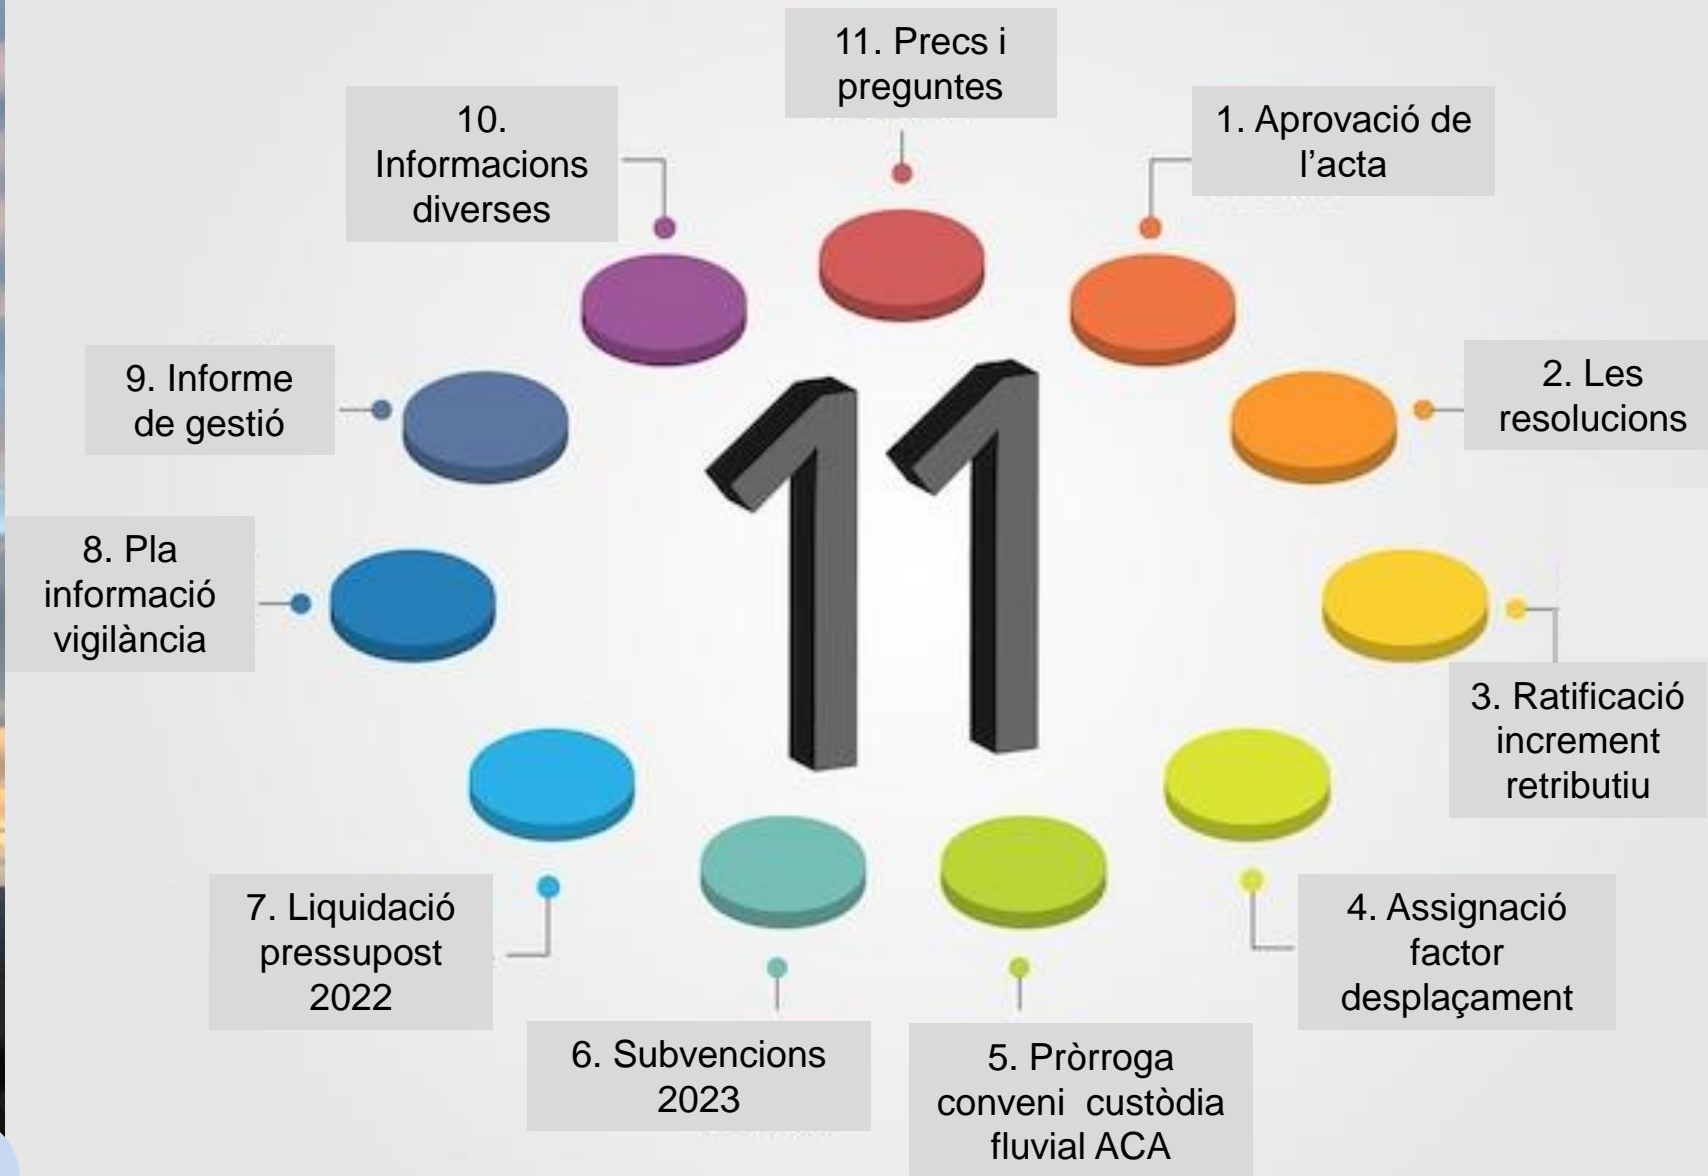 11. Precs i
preguntes
1. Aprovació de
l'acta
2. Les
resolucions
3. Ratificació
increment
retributiu
4. Assignació
factor
desplaçament
5. Pròrroga
conveni  custòdia
fluvial ACA
6. Subvencions
2023
7. Liquidació
pressupost
2022
8. Pla
informació
vigilància
9. Informe
de gestió
10.
Informacions
diverses
11